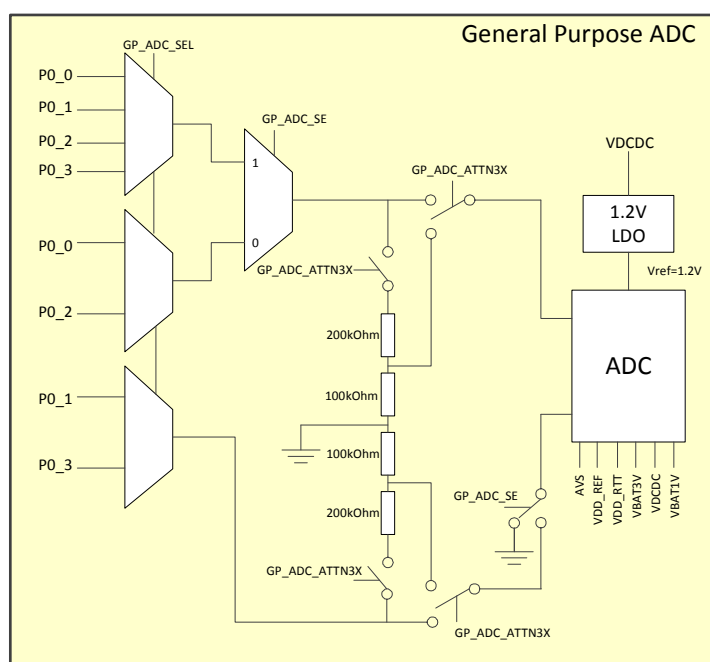 General Purpose ADC
GP_ADC_SEL
P0_0
P0_1
P0_2
P0_3
GP_ADC_SE
1
0
P0_0
P0_2
P0_1
P0_3
GP_ADC_ATTN3X
GP_ADC_ATTN3X
200kOhm
100kOhm
100kOhm
200kOhm
GP_ADC_ATTN3X
GP_ADC_ATTN3X
GP_ADC_SE
VDCDC
1.2V
LDO
Vref=1.2V
ADC
AVS
VDD_REF
VDD_RTT
VBAT3V
VDCDC
VBAT1V